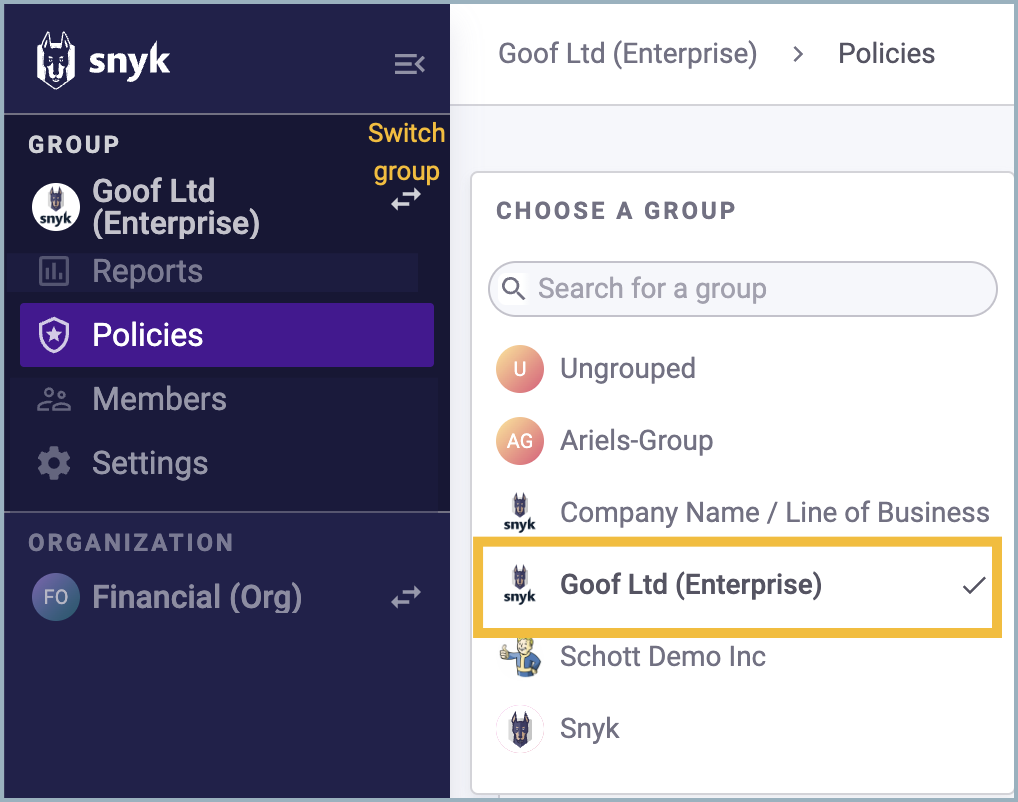 snyk
Goof Ltd (Enterprise) > Policies
GROUP
Switch
group
snyk
Goof Ltd
(Enterprise)
Reports
Policies
Members
Settings
ORGANIZATION
FO Financial (Org)
CHOOSE A GROUP
Search for a group
U Ungrouped
AG Ariels-Group
snyk Company Name / Line of Business
snyk Goof Ltd (Enterprise)
Schott Demo Inc
Snyk